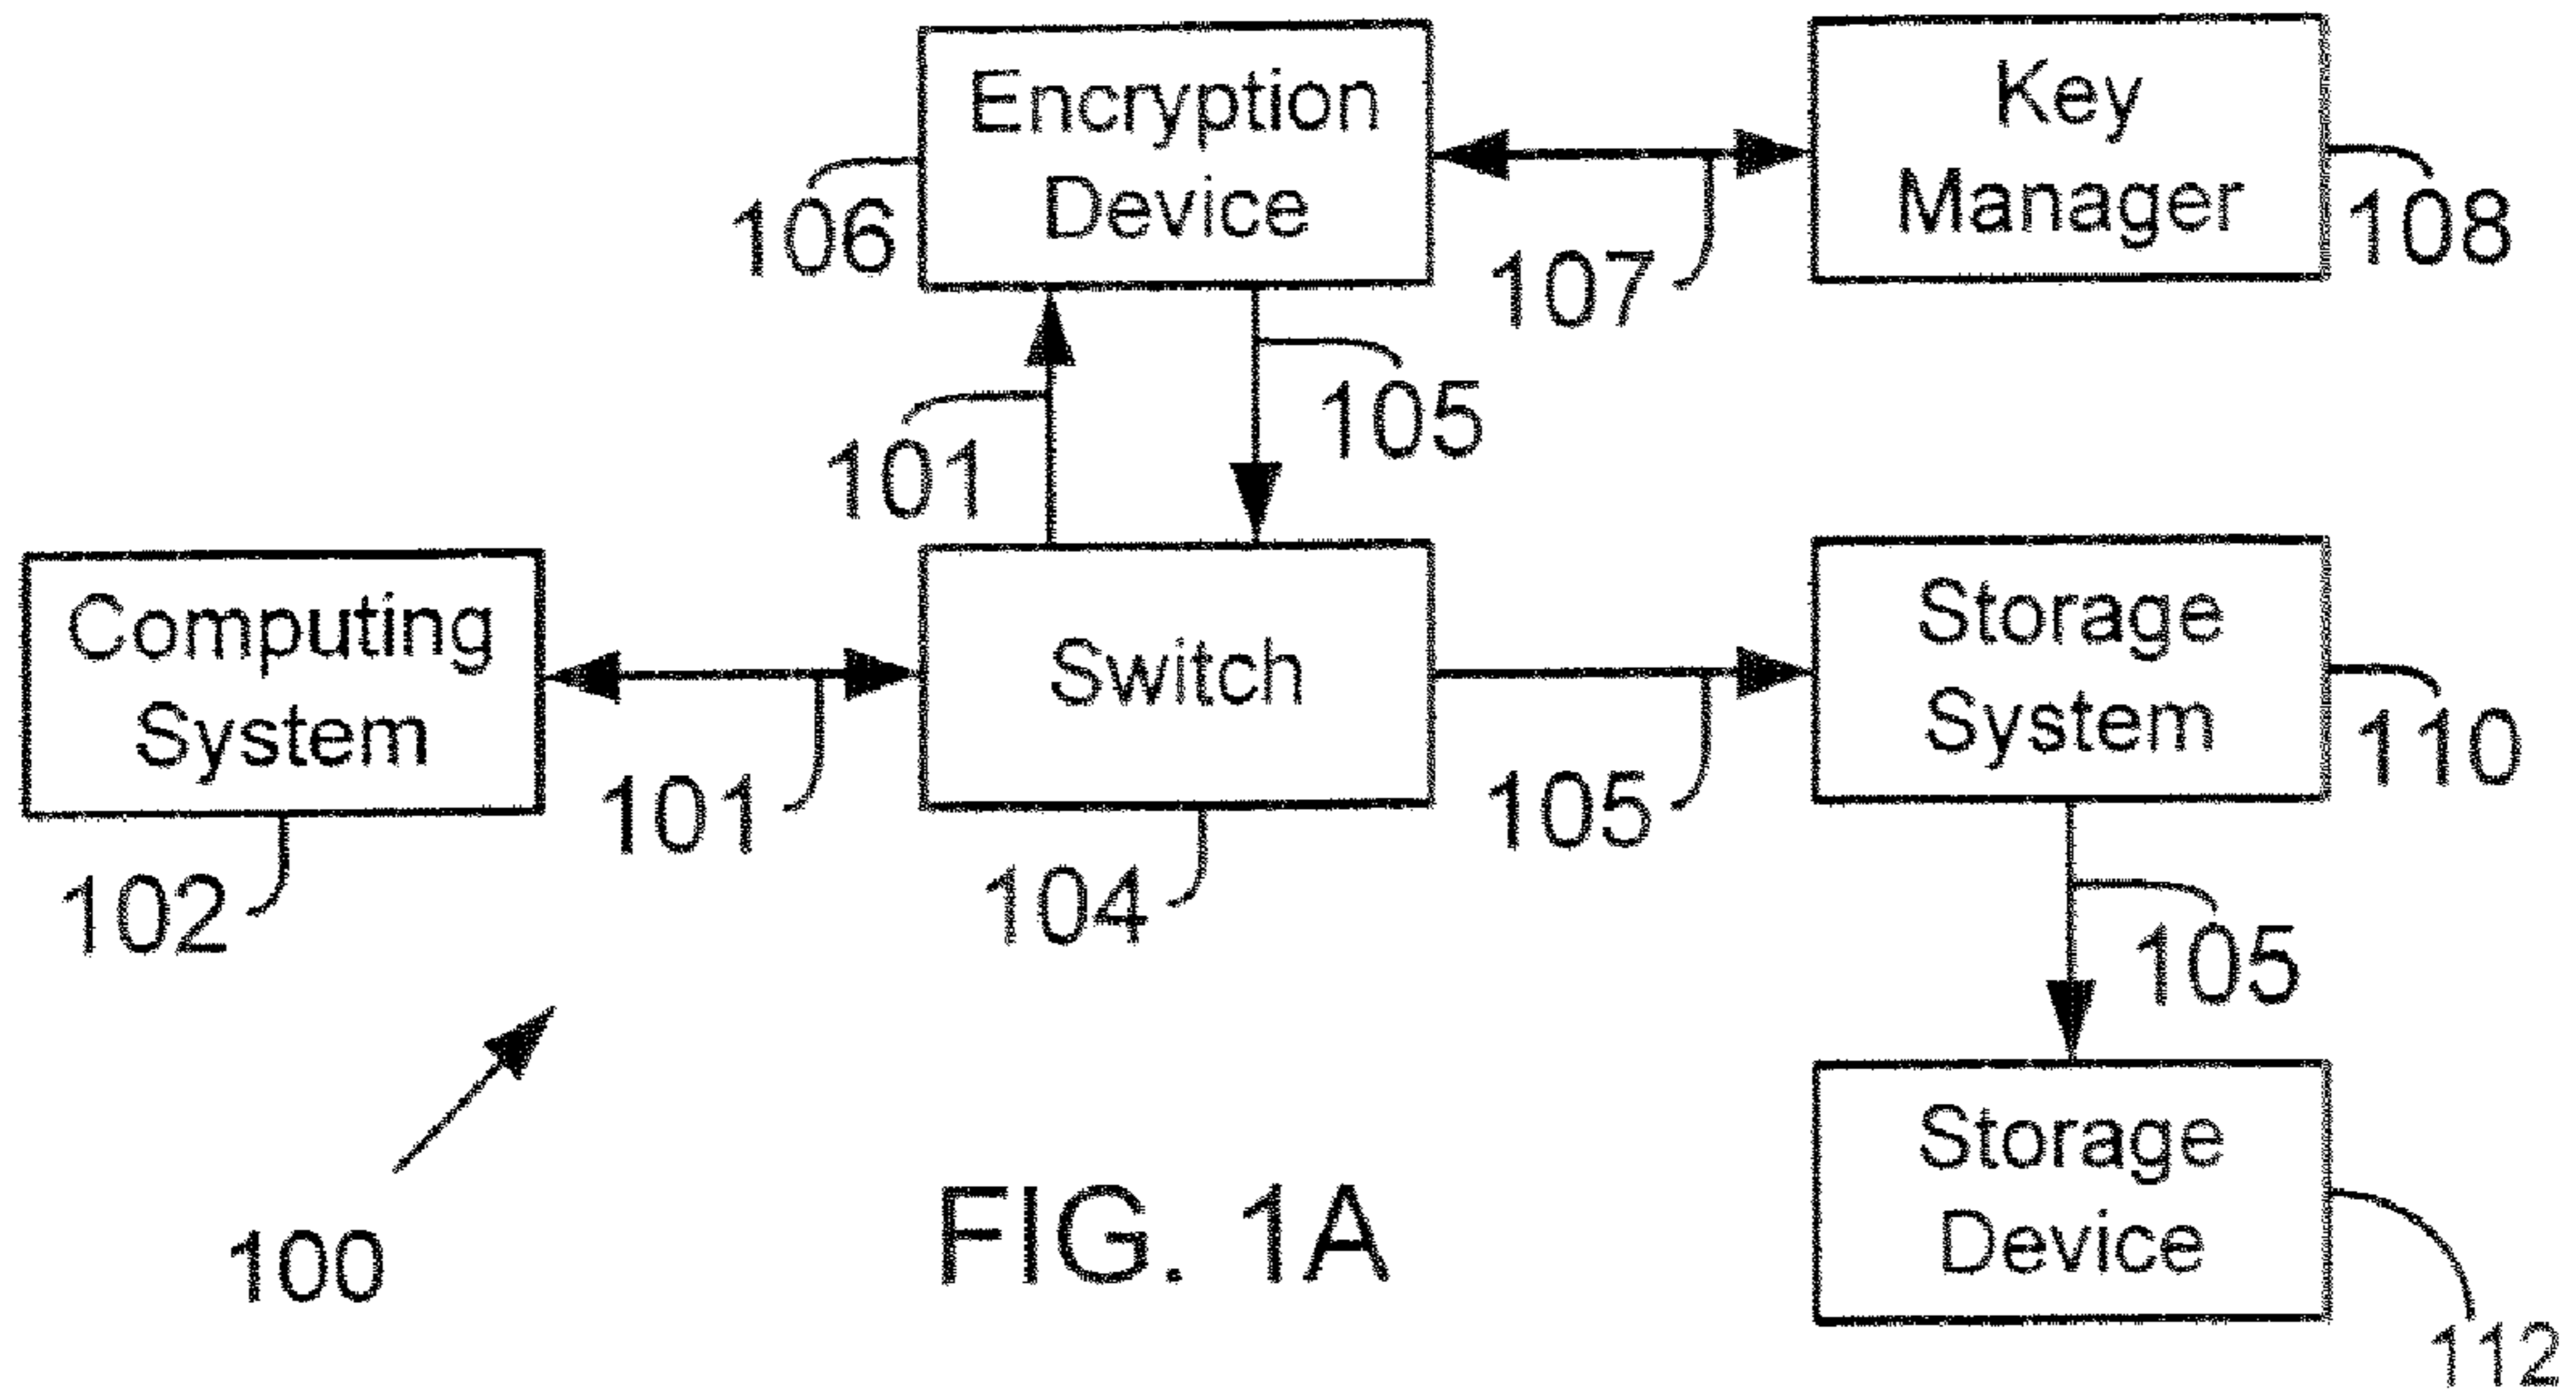 Encryption
Device
106
Key
Manager
108
107
101
105
Computing
System
102
101
Switch
104
105
Storage
System
110
105
Storage
Device
112
100
FIG. 1A